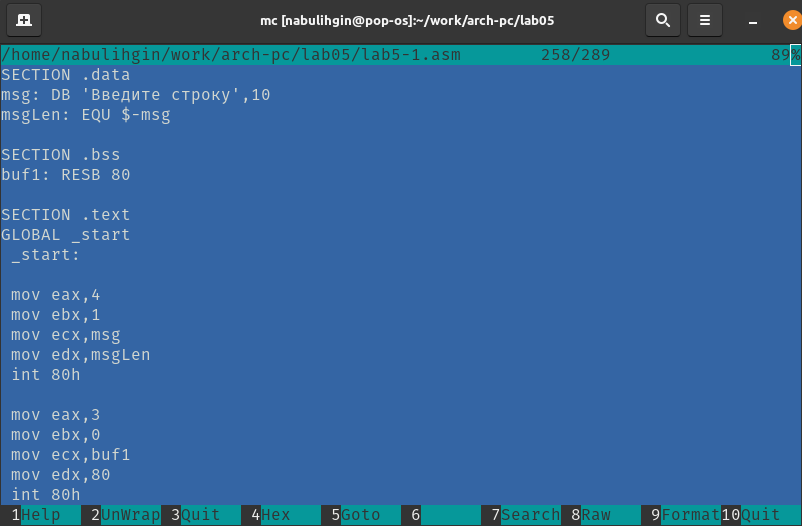 mc [nabulihgin@pop-os]:~/work/arch-pc/lab05
/home/nabulihgin/work/arch-pc/lab05/lab5-1.asm 258/289 89%
SECTION .data
msg: DB 'Введите строку',10
msgLen: EQU $-msg
SECTION .bss
buf1: RESB 80
SECTION .text
GLOBAL _start
_start:
mov eax,4
mov ebx,1
mov ecx,msg
mov edx,msgLen
int 80h
mov eax,3
mov ebx,0
mov ecx,buf1
mov edx,80
int 80h
1Help 2UnWrap 3Quit 4Hex 5Goto 6 7Search 8Raw 9Format 10Quit